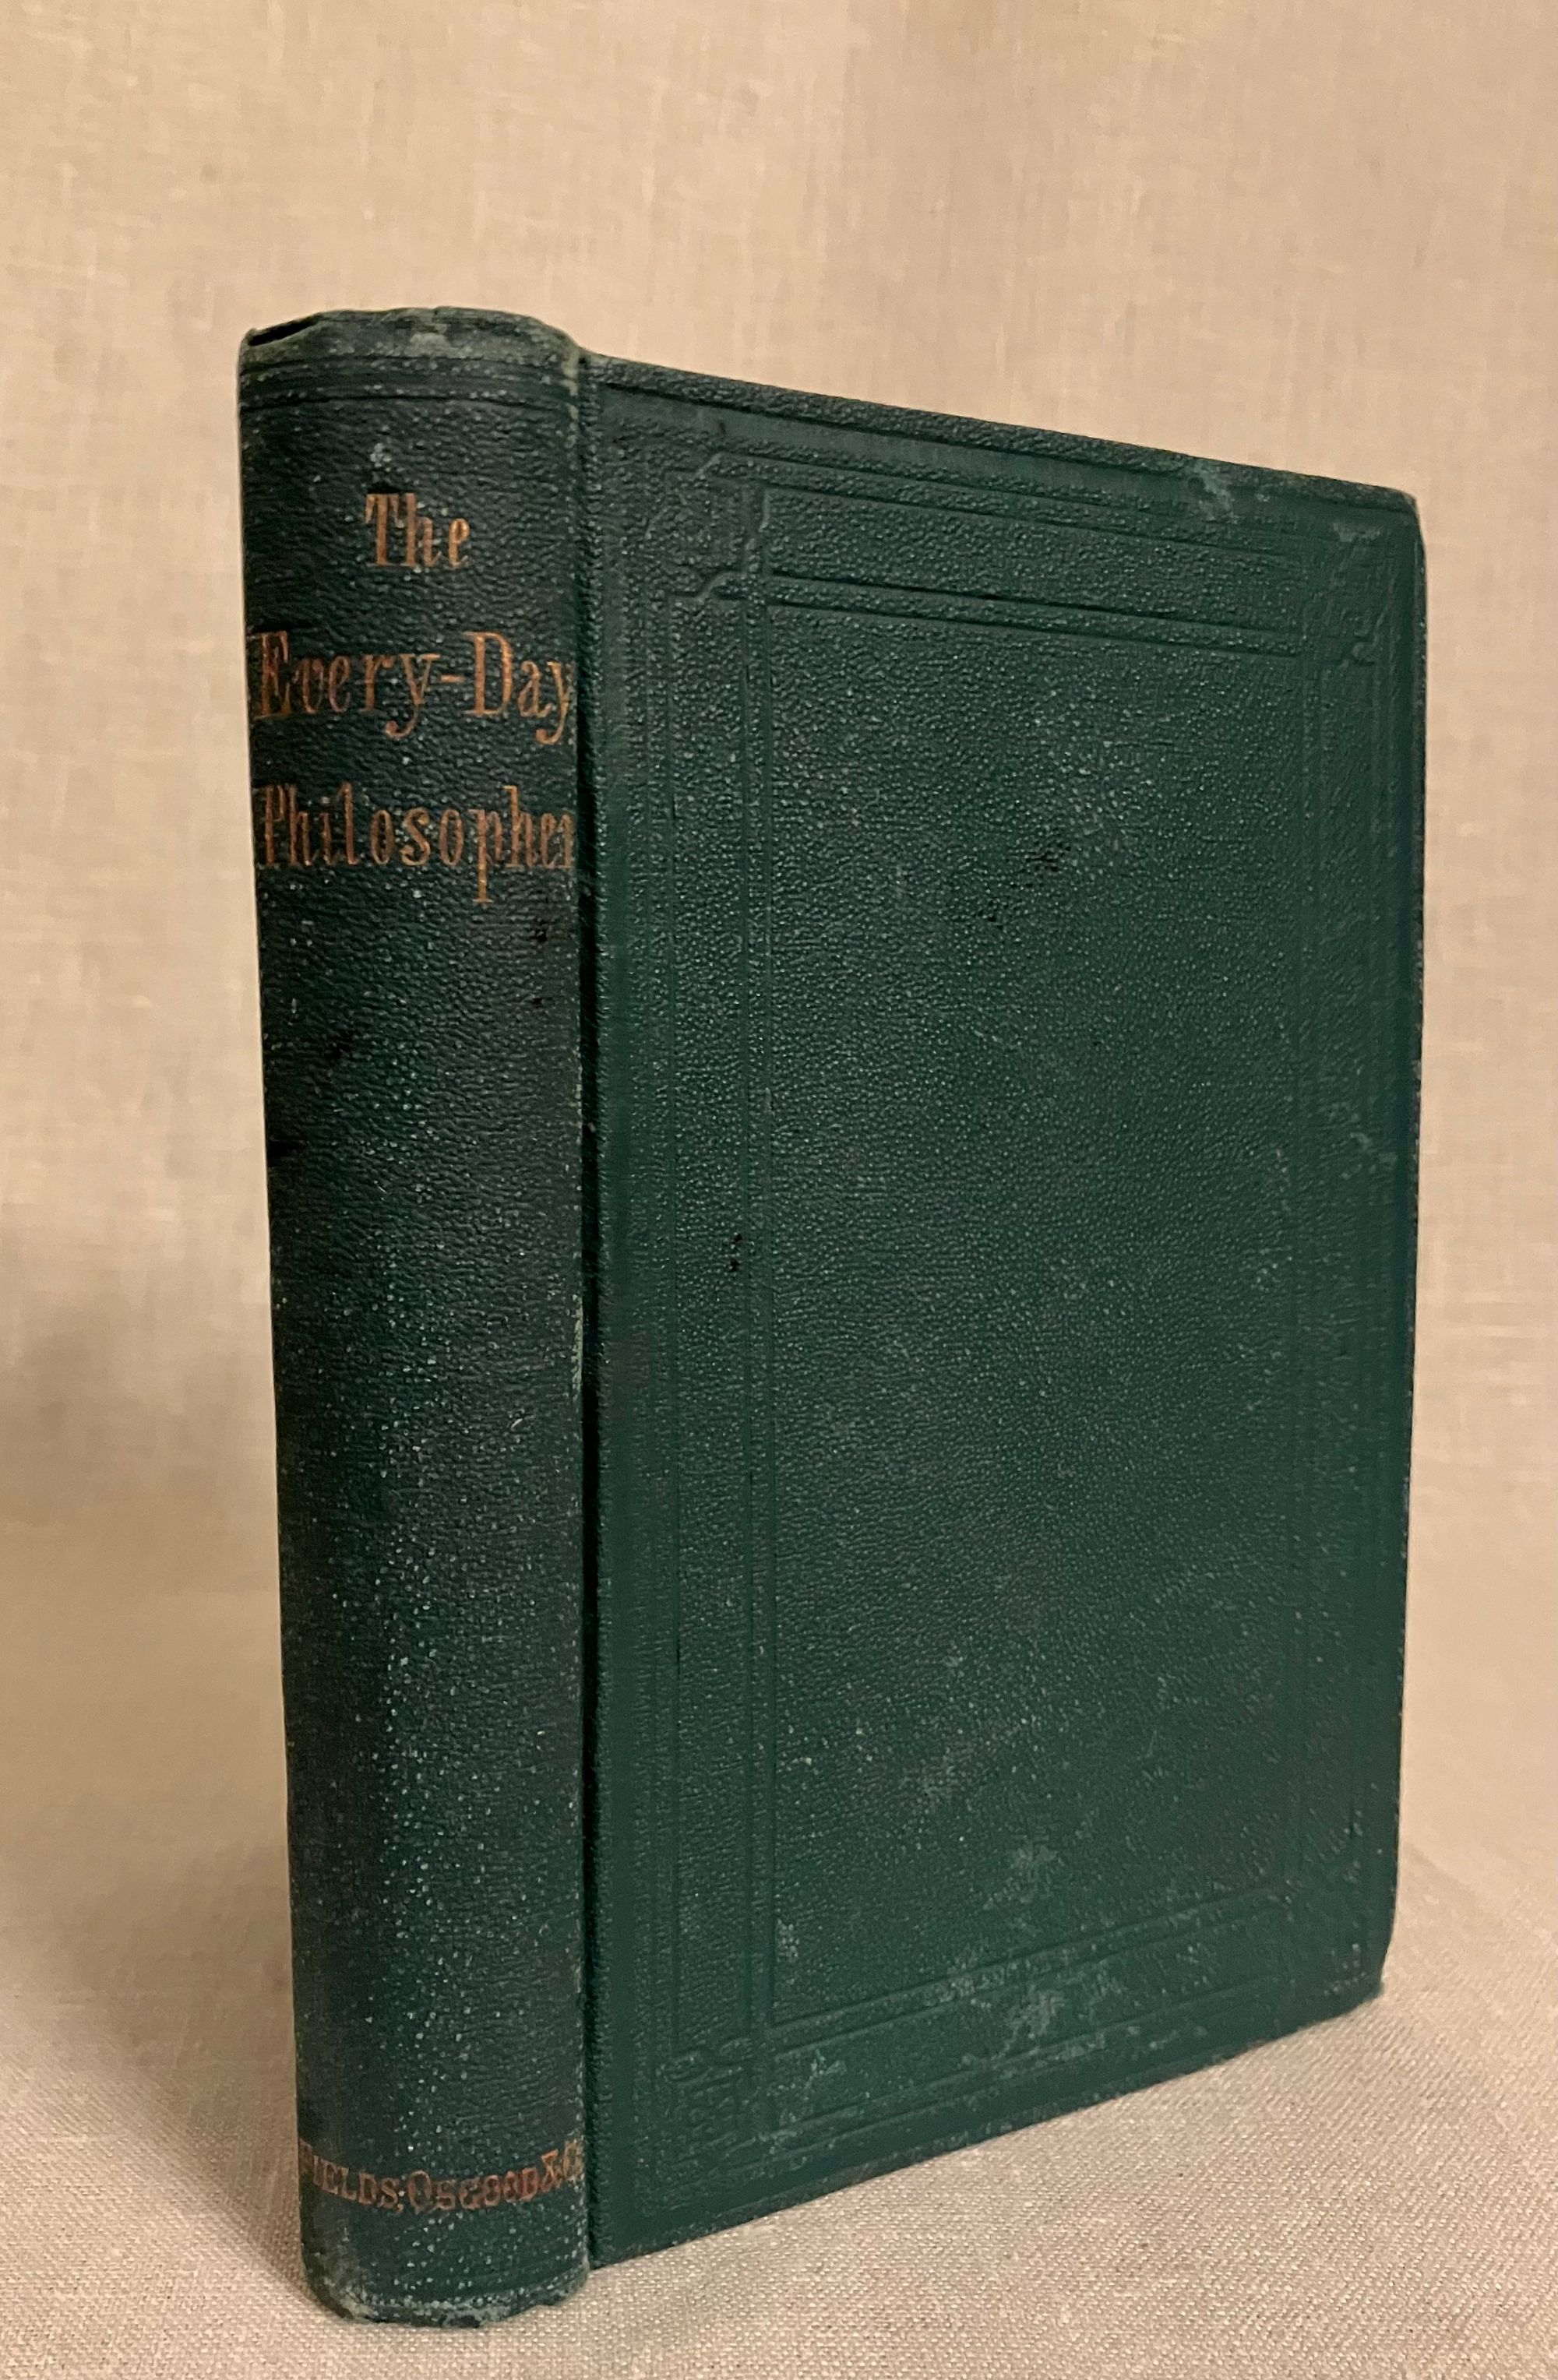 The
Every-Day
Philosopher
FIELDS, OSGOOD & Co